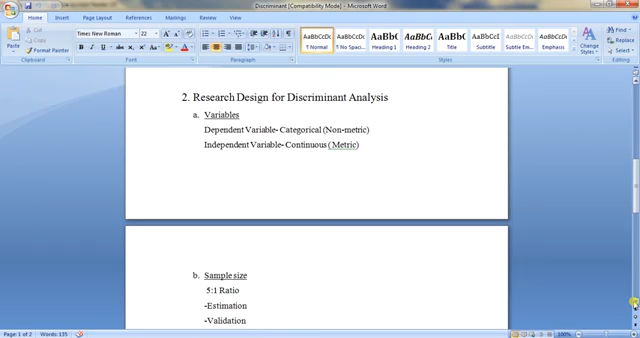 Discriminant [Compatibility Mode] - Microsoft Word
Home Insert Page Layout References Mailings Review View
Paste
Cut
Copy
Format Painter
Clipboard
Times New Roman 22
Font
Paragraph
AaBbCcDc AaBbCcDc AaBbC AaBbCc AaBbC AaBbCcL AaBbCcDc AaBbCcD
¶ Normal ¶ No Spaci... Heading 1 Heading 2 Title Subtitle Subtle Em... Emphasis
Change Styles
Styles
Find
Replace
Select
Editing
2. Research Design for Discriminant Analysis
a. Variables
Dependent Variable- Categorical (Non-metric)
Independent Variable- Continuous ( Metric)
b. Sample size
5:1 Ratio
-Estimation
-Validation
Page: 1 of 2 Words: 135 100%